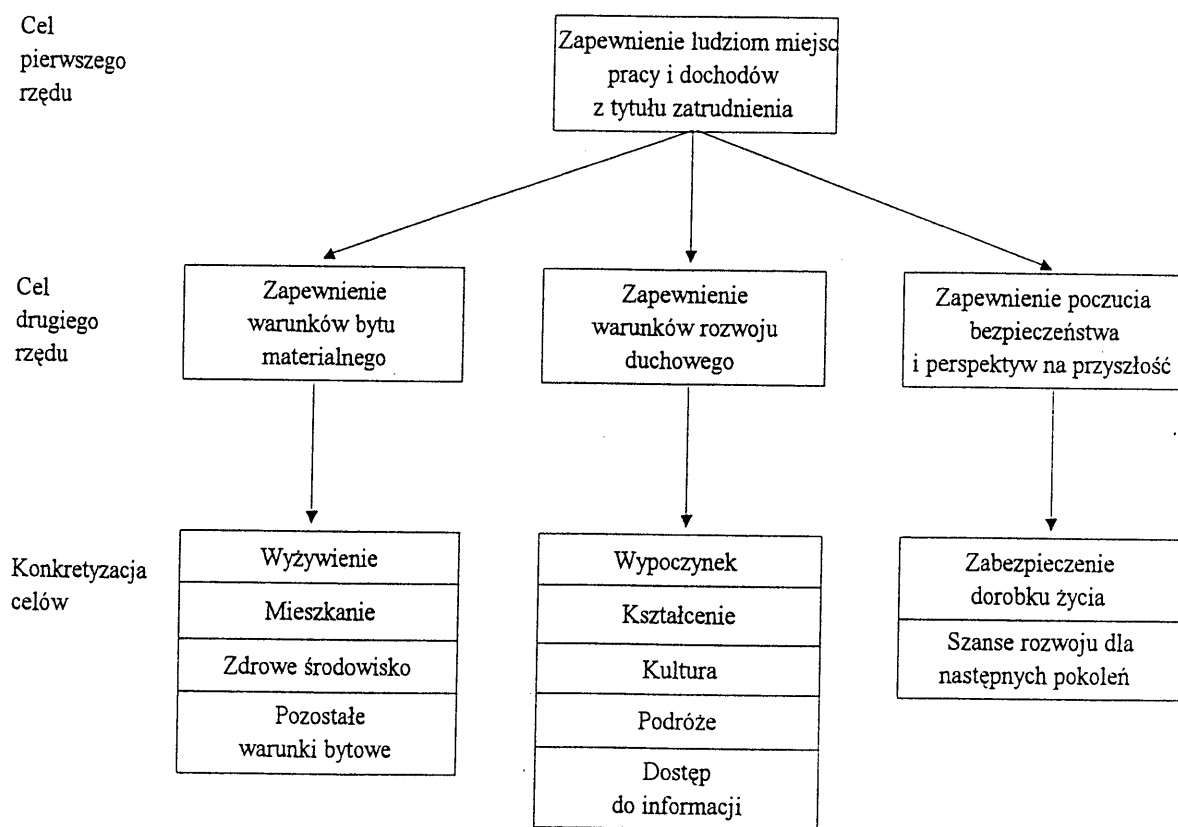 Cel
pierwszego
rzędu
Zapewnienie ludziom miejsc
pracy i dochodów
z tytułu zatrudnienia
Cel
drugiego
rzędu
Zapewnienie
warunków bytu
materialnego
Zapewnienie
warunków rozwoju
duchowego
Zapewnienie poczucia
bezpieczeństwa
i perspektyw na przyszłość
Konkretyzacja
celów
Wyżywienie
Mieszkanie
Zdrowe środowisko
Pozostałe
warunki bytowe
Wypoczynek
Kształcenie
Kultura
Podróże
Dostęp
do informacji
Zabezpieczenie
dorobku życia
Szanse rozwoju dla
następnych pokoleń